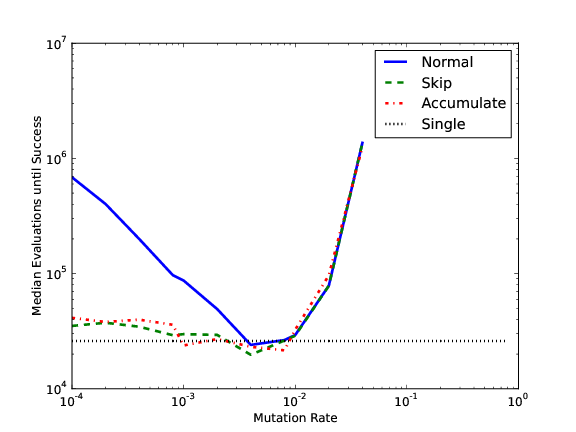 10^7
10^6
10^5
10^4
Median Evaluations until Success
Normal
Skip
Accumulate
Single
10^-4 10^-3 10^-2 10^-1 10^0
Mutation Rate